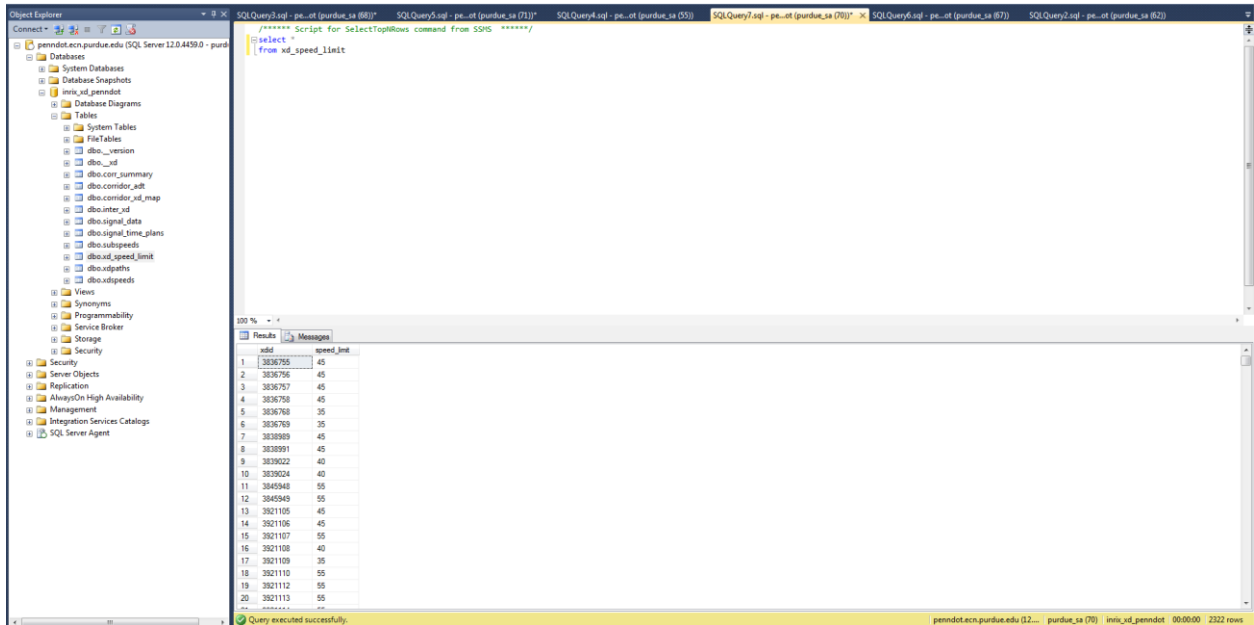 Object Explorer
Connect
penndot.ecn.purdue.edu (SQL Server 12.0.4459.0 - purd
Databases
System Databases
Database Snapshots
inrix_xd_penndot
Database Diagrams
Tables
System Tables
FileTables
dbo.__version
dbo.__xd
dbo.corr_summary
dbo.corridor_adt
dbo.corridor_xd_map
dbo.inter_xd
dbo.signal_data
dbo.signal_time_plans
dbo.subspeeds
dbo.xd_speed_limit
dbo.xdpaths
dbo.xdspeeds
Views
Synonyms
Programmability
Service Broker
Storage
Security
Security
Server Objects
Replication
AlwaysOn High Availability
Management
Integration Services Catalogs
SQL Server Agent
SQLQuery3.sql - pe...ot (purdue_sa (68))* SQLQuery5.sql - pe...ot (purdue_sa (71))* SQLQuery4.sql - pe...ot (purdue_sa (55)) SQLQuery7.sql - pe...ot (purdue_sa (70))* SQLQuery6.sql - pe...ot (purdue_sa (67)) SQLQuery2.sql - pe...ot (purdue_sa (62))
/****** Script for SelectTopNRows command from SSMS ******/
select *
from xd_speed_limit
100 %
Results Messages
xdid speed_limit
1 3836755 45
2 3836756 45
3 3836757 45
4 3836758 45
5 3836768 35
6 3836769 35
7 3838989 45
8 3838991 45
9 3839022 40
10 3839024 40
11 3845948 55
12 3845949 55
13 3921105 45
14 3921106 45
15 3921107 55
16 3921108 40
17 3921109 35
18 3921110 55
19 3921112 55
20 3921113 55
Query executed successfully. penndot.ecn.purdue.edu (12.... purdue_sa (70) inrix_xd_penndot 00:00:00 2322 rows